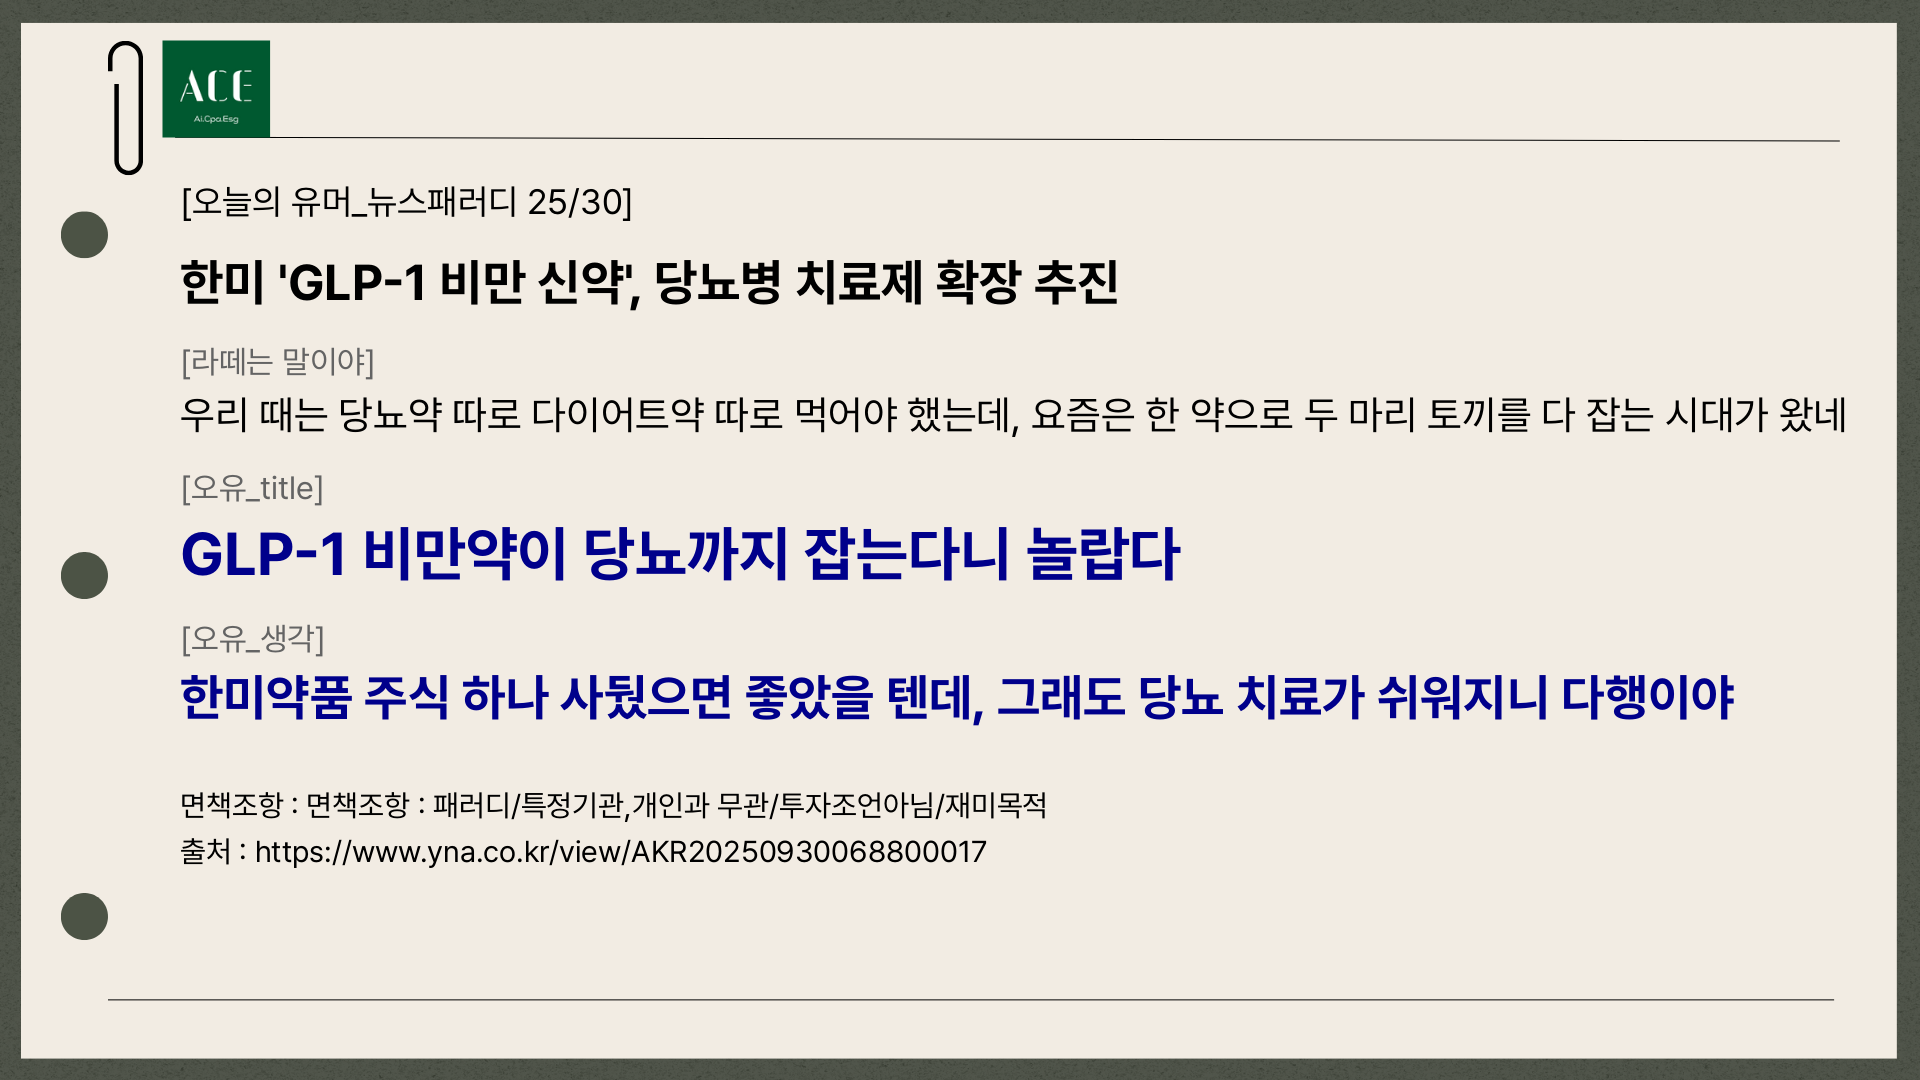 ACE
Ai.Cpa.Esg
[오늘의 유머_뉴스패러디 25/30]
한미 'GLP-1 비만 신약', 당뇨병 치료제 확장 추진
[라떼는 말이야]
우리 때는 당뇨약 따로 다이어트약 따로 먹어야 했는데, 요즘은 한 약으로 두 마리 토끼를 다 잡는 시대가 왔네
[오유_title]
GLP-1 비만약이 당뇨까지 잡는다니 놀랍다
[오유_생각]
한미약품 주식 하나 사뒀으면 좋았을 텐데, 그래도 당뇨 치료가 쉬워지니 다행이야
면책조항 : 면책조항 : 패러디/특정기관,개인과 무관/투자조언아님/재미목적
출처 : https://www.yna.co.kr/view/AKR20250930068800017